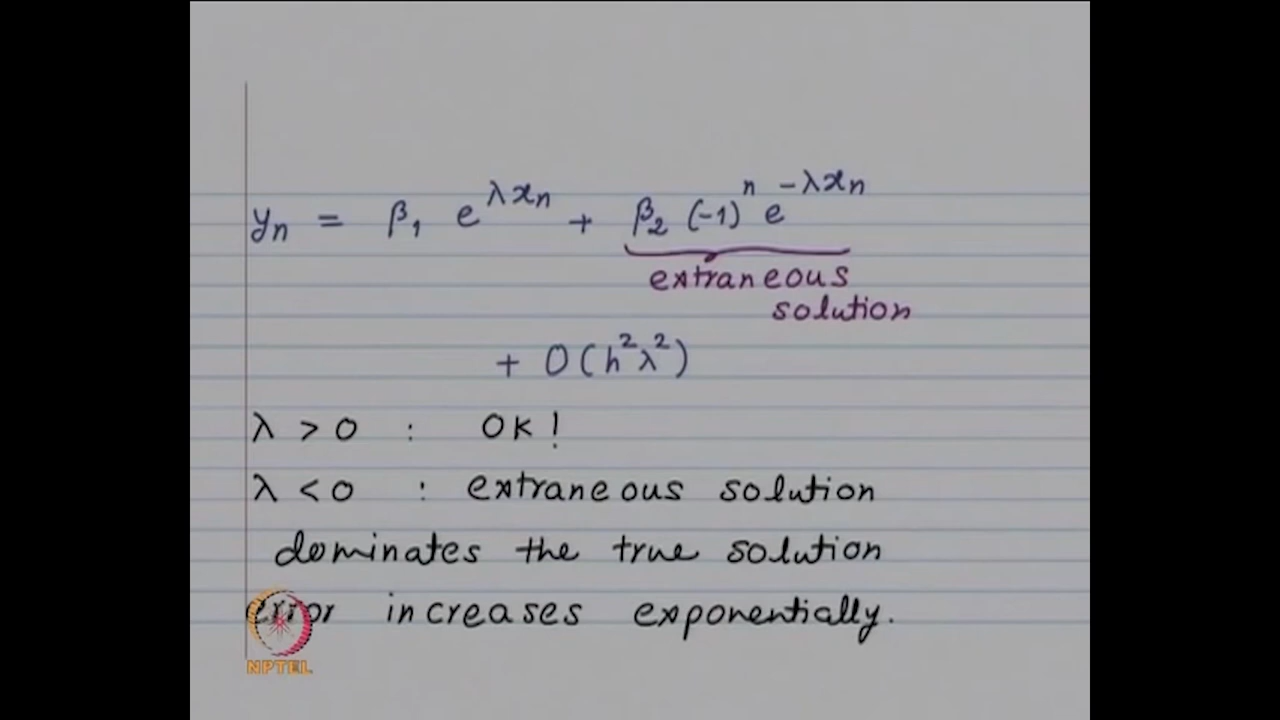 yₙ = β₁ e^{λxₙ} + β₂ (-1)ⁿ e^{-λxₙ}
extraneous
solution
+ O(h²λ²)
λ > 0 : OK!
λ < 0 : extraneous solution
dominates the true solution
error increases exponentially.
NPTEL